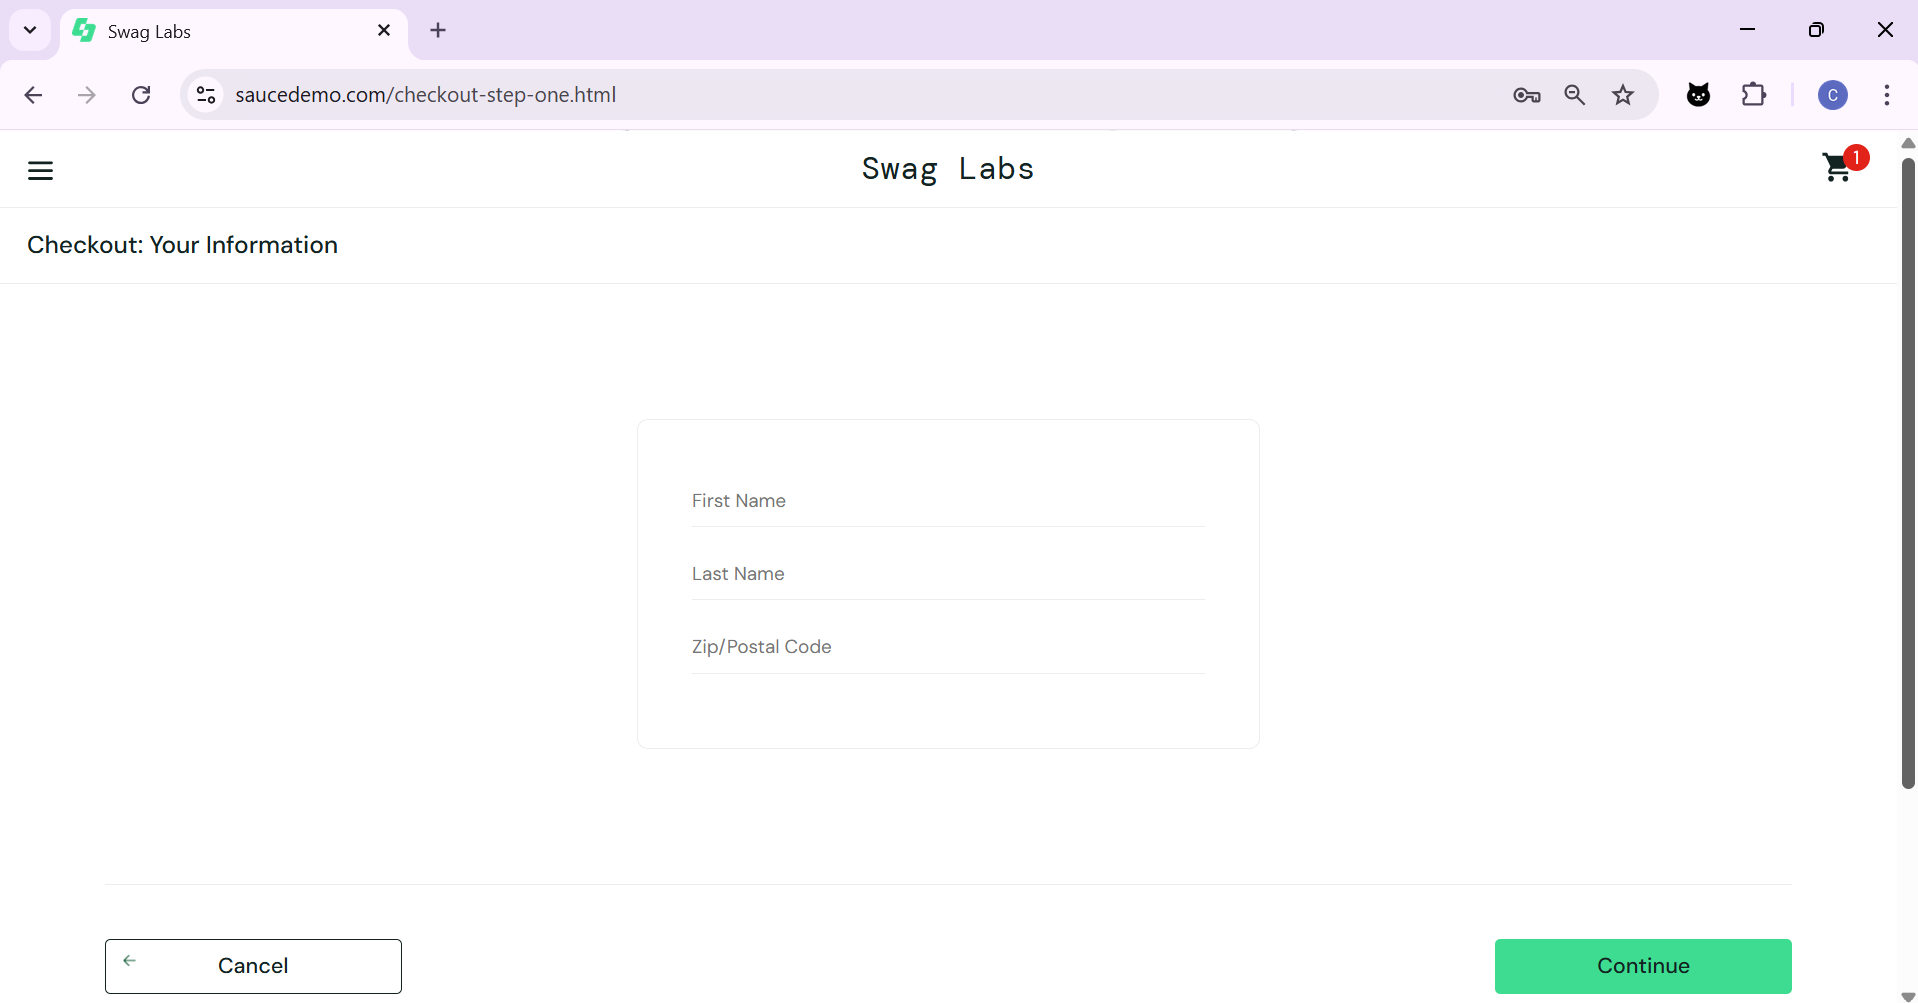 Swag Labs
saucedemo.com/checkout-step-one.html
C
Swag Labs
1
Checkout: Your Information
First Name
Last Name
Zip/Postal Code
Cancel
Continue